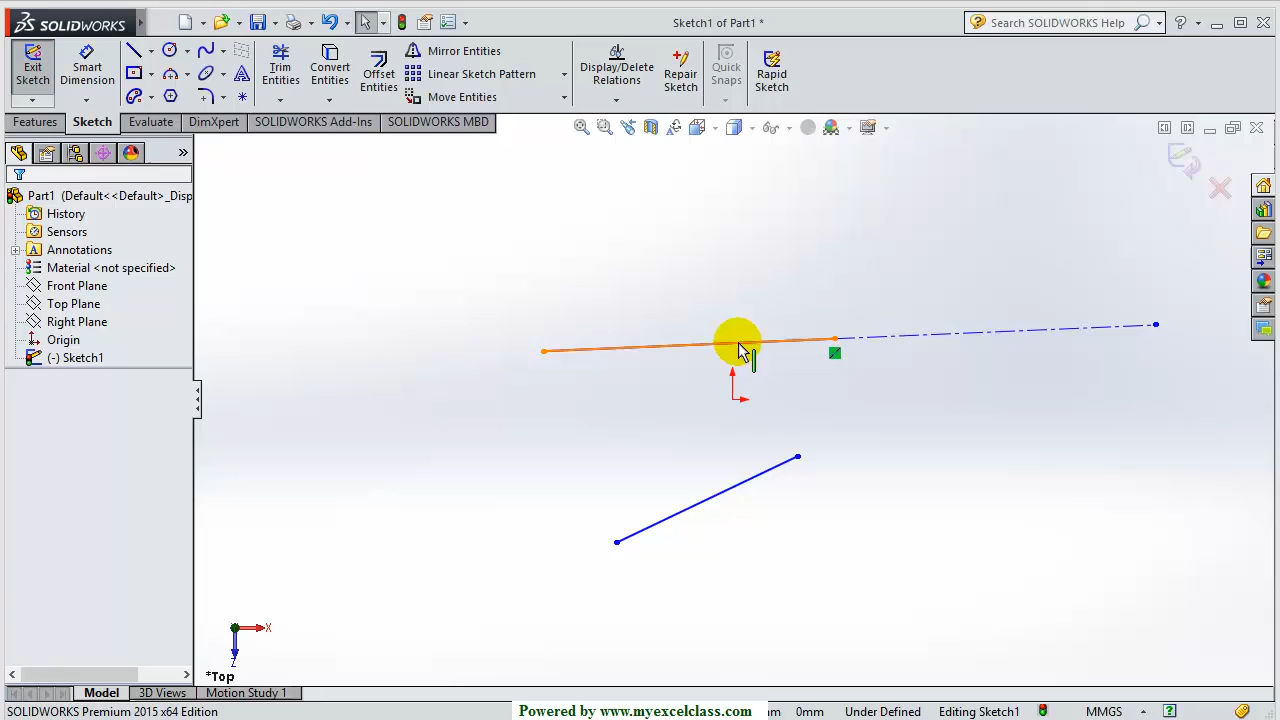 SOLIDWORKS
Sketch1 of Part1 *
Search SOLIDWORKS Help
Exit Sketch
Smart Dimension
Trim Entities
Convert Entities
Offset Entities
Mirror Entities
Linear Sketch Pattern
Move Entities
Display/Delete Relations
Repair Sketch
Quick Snaps
Rapid Sketch
Features
Sketch
Evaluate
DimXpert
SOLIDWORKS Add-Ins
SOLIDWORKS MBD
Part1 (Default<<Default>_Disp
History
Sensors
Annotations
Material <not specified>
Front Plane
Top Plane
Right Plane
Origin
(-) Sketch1
X
Z
*Top
Model
3D Views
Motion Study 1
SOLIDWORKS Premium 2015 x64 Edition
Powered by www.myexcelclass.com
0mm
Under Defined
Editing Sketch1
MMGS